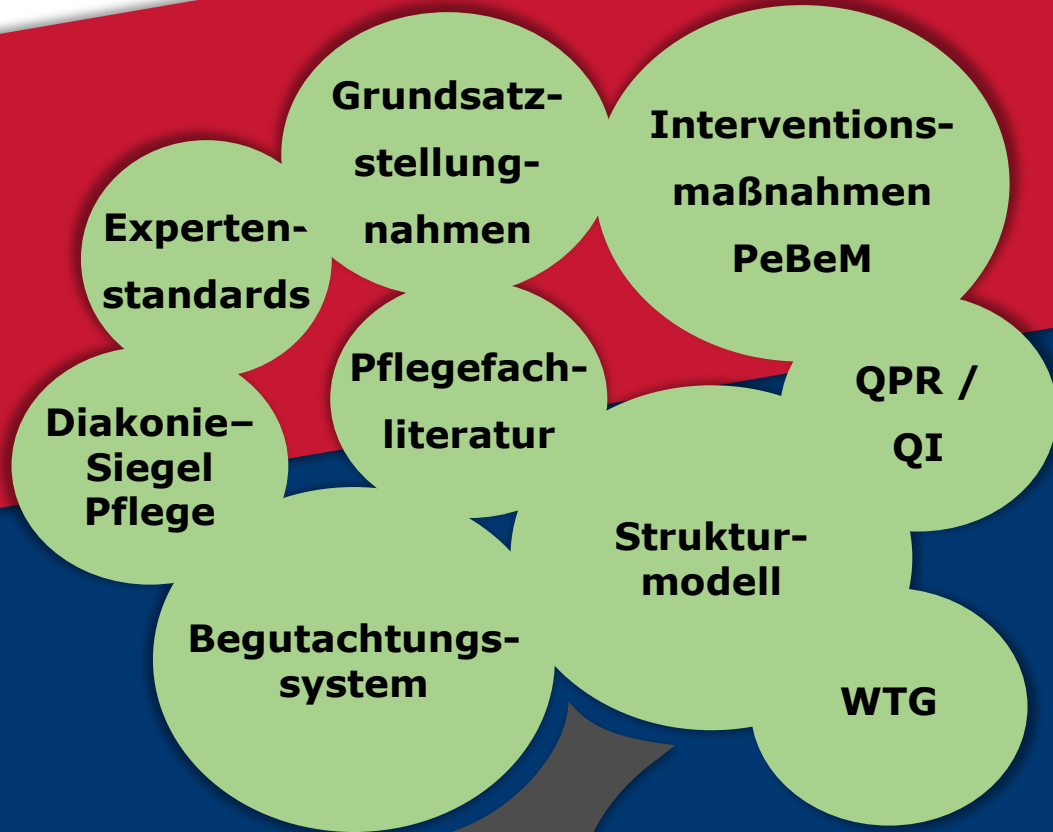 Grundsatz-
stellung-
nahmen
Interventions-
maßnahmen
PeBeM
Experten-
standards
Pflegefach-
literatur
QPR /
QI
Diakonie–
Siegel
Pflege
Struktur-
modell
Begutachtungs-
system
WTG